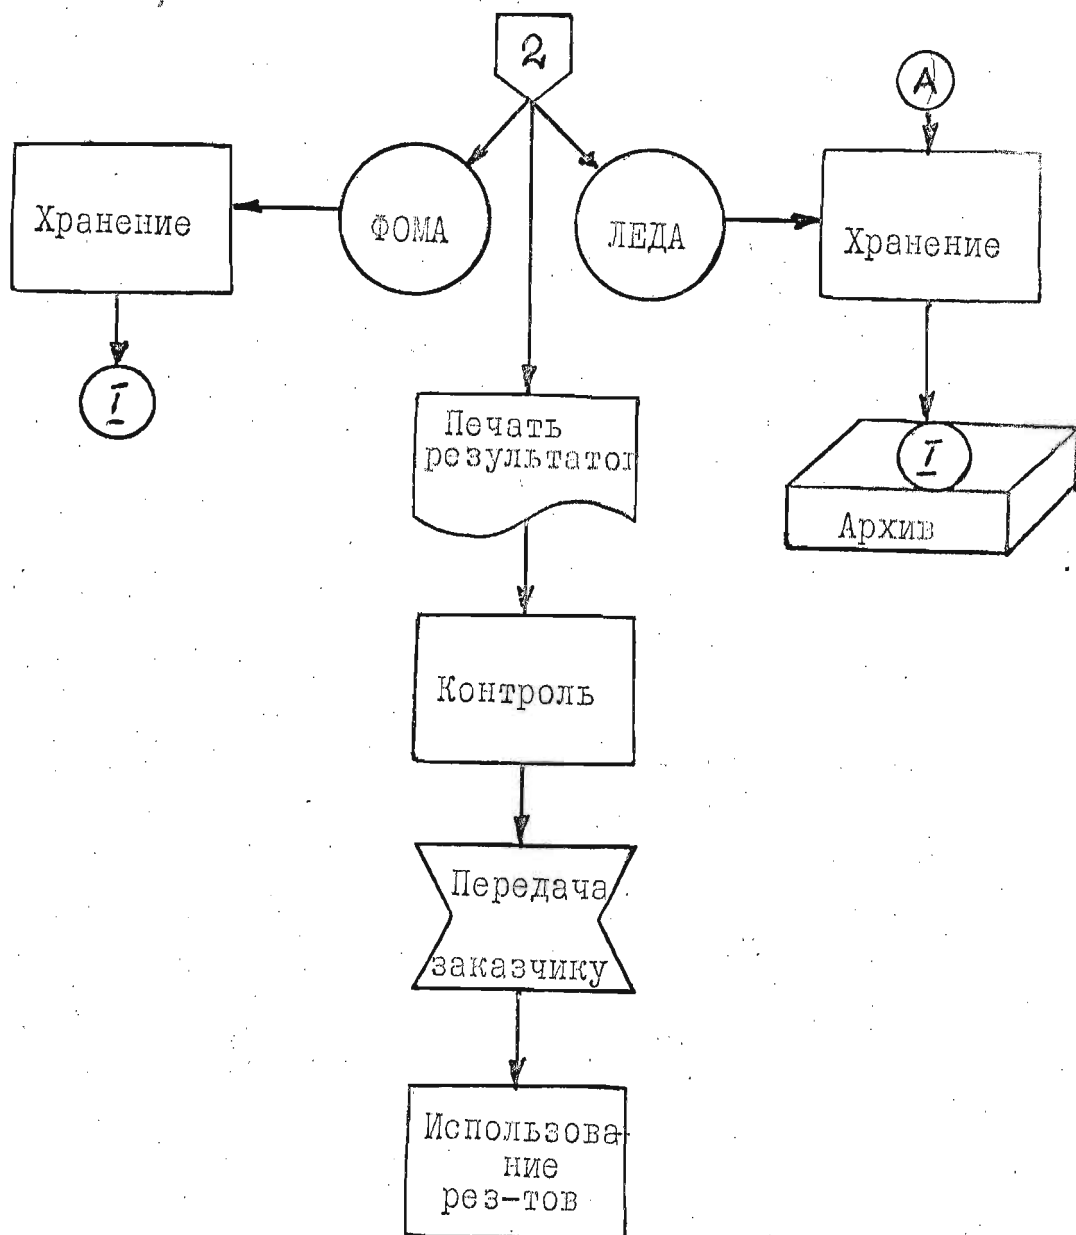 2
А
Хранение
ФОМА
ЛЕДА
Хранение
I
Печать
результатов
I
Архив
Контроль
Передача
заказчику
Использова-
ние
рез-тов